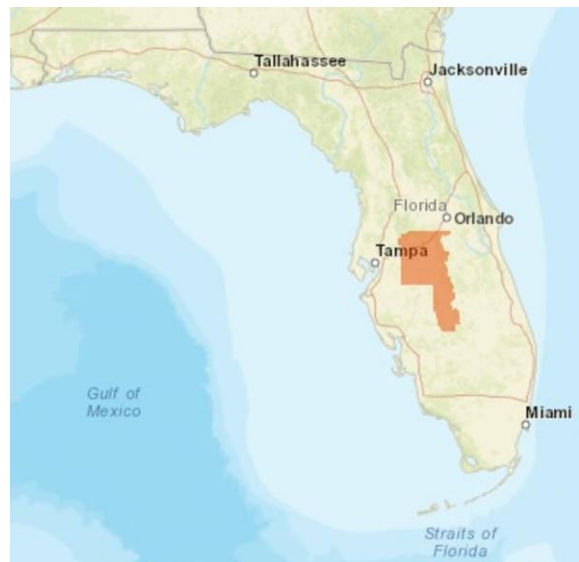 Tallahassee
Jacksonville
Florida
Orlando
Tampa
Gulf of
Mexico
Miami
Straits of
Florida